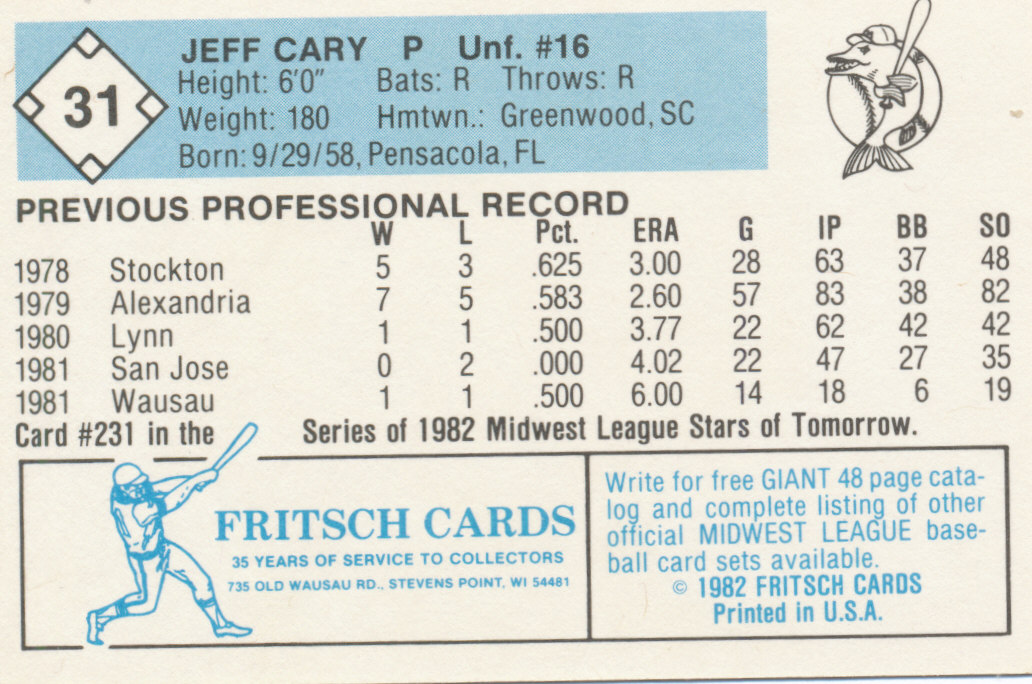 31
JEFF CARY P Unf. #16
Height: 6'0" Bats: R Throws: R
Weight: 180 Hmtwn.: Greenwood, SC
Born: 9/29/58, Pensacola, FL
PREVIOUS PROFESSIONAL RECORD
W L Pct. ERA G IP BB SO
1978 Stockton 5 3 .625 3.00 28 63 37 48
1979 Alexandria 7 5 .583 2.60 57 83 38 82
1980 Lynn 1 1 .500 3.77 22 62 42 42
1981 San Jose 0 2 .000 4.02 22 47 27 35
1981 Wausau 1 1 .500 6.00 14 18 6 19
Card #231 in the Series of 1982 Midwest League Stars of Tomorrow.
FRITSCH CARDS
35 YEARS OF SERVICE TO COLLECTORS
735 OLD WAUSAU RD., STEVENS POINT, WI 54481
Write for free GIANT 48 page cata-
log and complete listing of other
official MIDWEST LEAGUE base-
ball card sets available.
© 1982 FRITSCH CARDS
Printed in U.S.A.